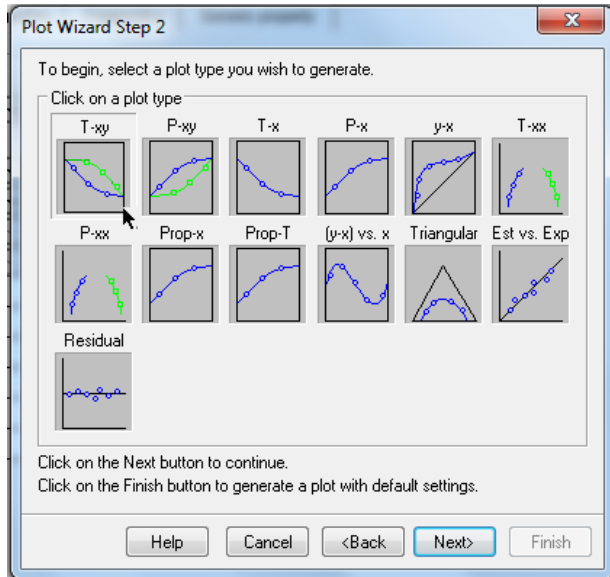 Plot Wizard Step 2
To begin, select a plot type you wish to generate.
Click on a plot type
T-xy P-xy T-x P-x y-x T-xx
P-xx Prop-x Prop-T (y-x) vs. x Triangular Est vs. Exp
Residual
Click on the Next button to continue.
Click on the Finish button to generate a plot with default settings.
Help Cancel <Back Next> Finish